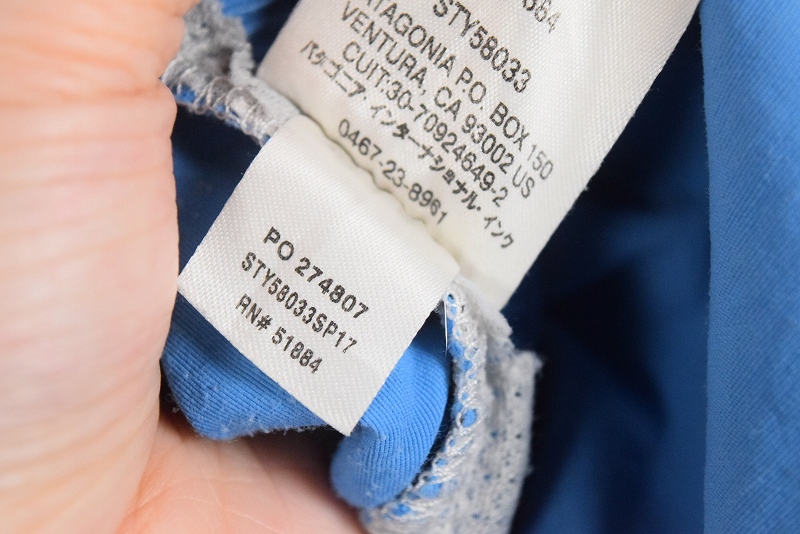 884
STY58033
PATAGONIA P.O. BOX 150
VENTURA, CA 93002 US
CUIT:30-70924649-2
パタゴニア・インターナショナル・インク
0467-23-8961
PO 274807
STY58033SP17
RN# 51884